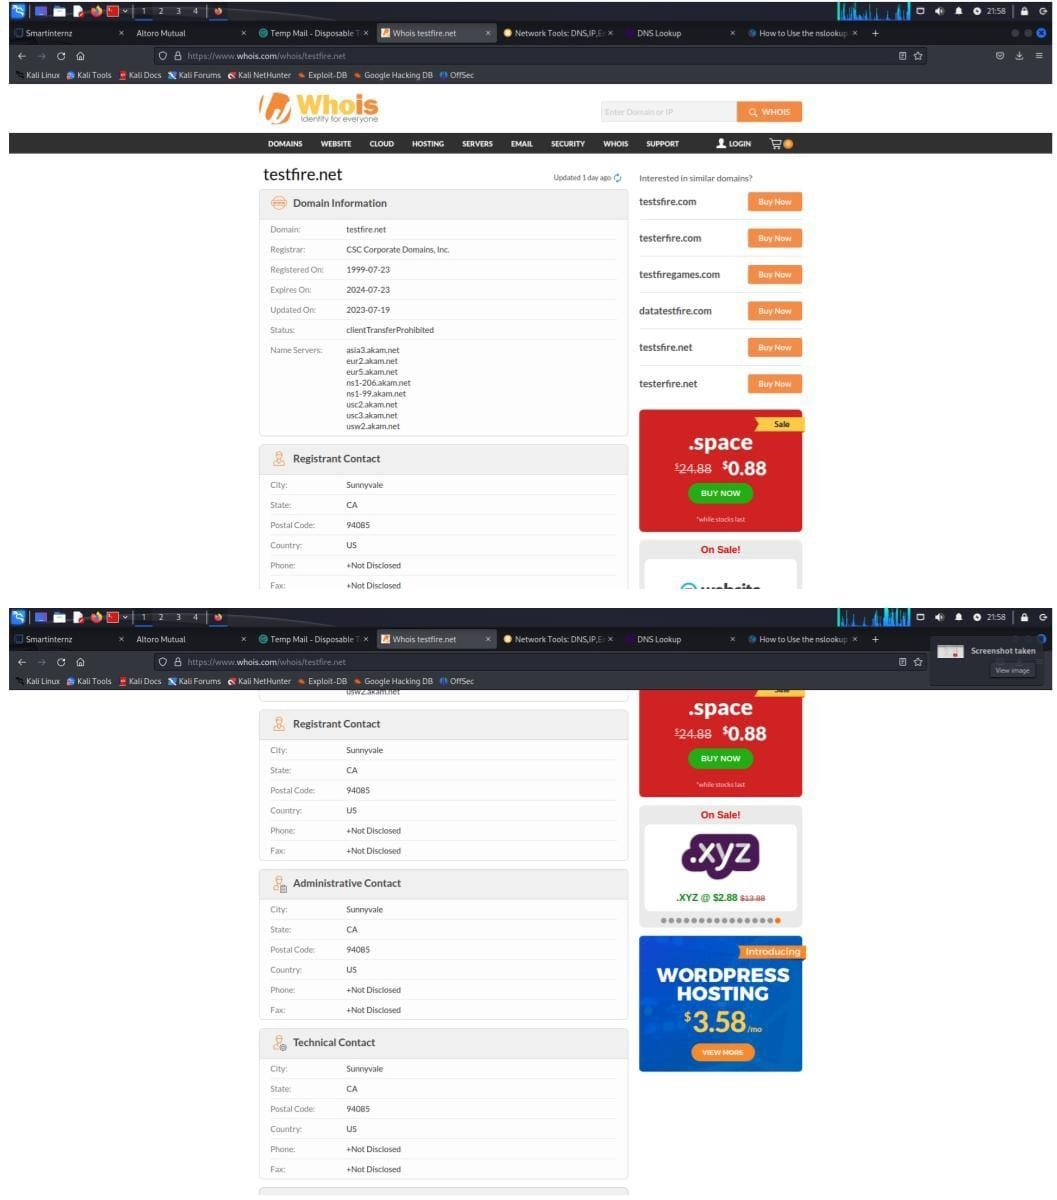 1 2 3 4 21:58
Smartinternz Altoro Mutual Temp Mail - Disposable Whois testfire.net Network Tools: DNS,IP, DNS Lookup How to Use the nslookup
https://www.whois.com/whois/testfire.net
Kali Linux Kali Tools Kali Docs Kali Forums Kali NetHunter Exploit-DB Google Hacking DB OffSec
Whois
Identity for everyone
Enter Domain or IP WHOIS
DOMAINS WEBSITE CLOUD HOSTING SERVERS EMAIL SECURITY WHOIS SUPPORT LOGIN
testfire.net
Updated 1 day ago
Domain Information
Domain: testfire.net
Registrar: CSC Corporate Domains, Inc.
Registered On: 1999-07-23
Expires On: 2024-07-23
Updated On: 2023-07-19
Status: clientTransferProhibited
Name Servers: asia3.akam.net
eur2.akam.net
eur5.akam.net
ns1-206.akam.net
ns1-99.akam.net
usc2.akam.net
usc3.akam.net
usw2.akam.net
Registrant Contact
City: Sunnyvale
State: CA
Postal Code: 94085
Country: US
Phone: +Not Disclosed
Fax: +Not Disclosed
Interested in similar domains?
testsfire.com Buy Now
testerfire.com Buy Now
testfiregames.com Buy Now
datatestfire.com Buy Now
testsfire.net Buy Now
testerfire.net Buy Now
Sale
.space
$24.88 $0.88
BUY NOW
*while stocks last
On Sale!
website
1 2 3 4 21:58
Smartinternz Altoro Mutual Temp Mail - Disposable Whois testfire.net Network Tools: DNS,IP, DNS Lookup How to Use the nslookup
https://www.whois.com/whois/testfire.net
Screenshot taken
View image
Kali Linux Kali Tools Kali Docs Kali Forums Kali NetHunter Exploit-DB Google Hacking DB OffSec
usw2.akam.net
Registrant Contact
City: Sunnyvale
State: CA
Postal Code: 94085
Country: US
Phone: +Not Disclosed
Fax: +Not Disclosed
Administrative Contact
City: Sunnyvale
State: CA
Postal Code: 94085
Country: US
Phone: +Not Disclosed
Fax: +Not Disclosed
Technical Contact
City: Sunnyvale
State: CA
Postal Code: 94085
Country: US
Phone: +Not Disclosed
Fax: +Not Disclosed
Sale
.space
$24.88 $0.88
BUY NOW
*while stocks last
On Sale!
.xyz
.XYZ @ $2.88 $13.88
Introducing
WORDPRESS
HOSTING
$3.58/mo
VIEW MORE